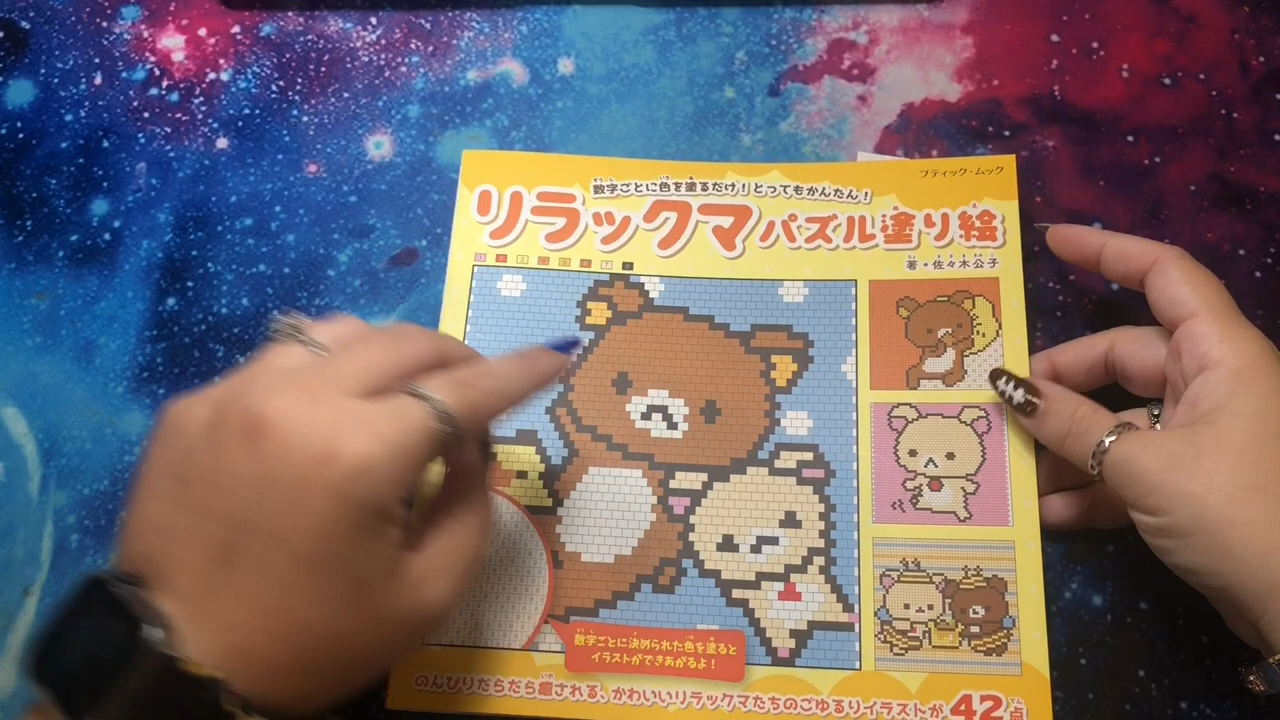 ブティック・ムック
数字ごとに色を塗るだけ！とってもかんたん！
リラックマパズル塗り絵
著・佐々木公子
数字ごとに決められた色を塗ると
イラストができあがるよ！
のんびりだらだら癒される、かわいいリラックマたちのごゆるりイラストが42点